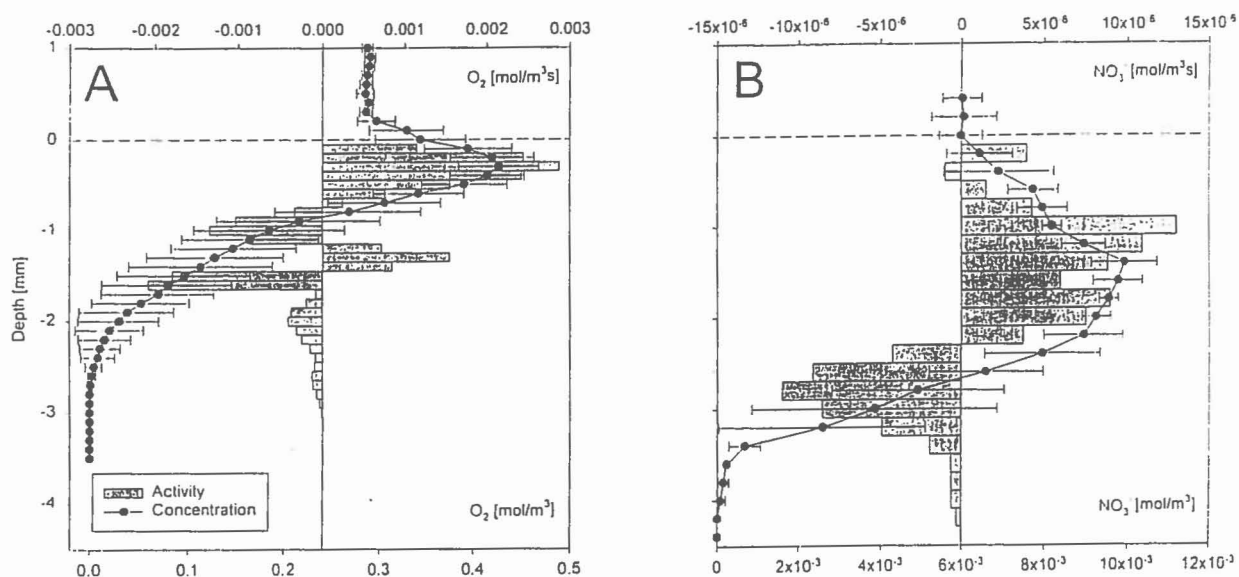 -0.003 -0.002 -0.001 0.000 0.001 0.002 0.003
A
O₂ [mol/m³s]
1
0
-1
-2
-3
-4
Depth [mm]
Activity
Concentration
O₂ [mol/m³]
0.0 0.1 0.2 0.3 0.4 0.5
-15x10⁻⁶ -10x10⁻⁶ -5x10⁻⁶ 0 5x10⁻⁶ 10x10⁻⁶ 15x10⁻⁶
B
NO₃⁻ [mol/m³s]
NO₃⁻ [mol/m³]
0 2x10⁻³ 4x10⁻³ 6x10⁻³ 8x10⁻³ 10x10⁻³ 12x10⁻³